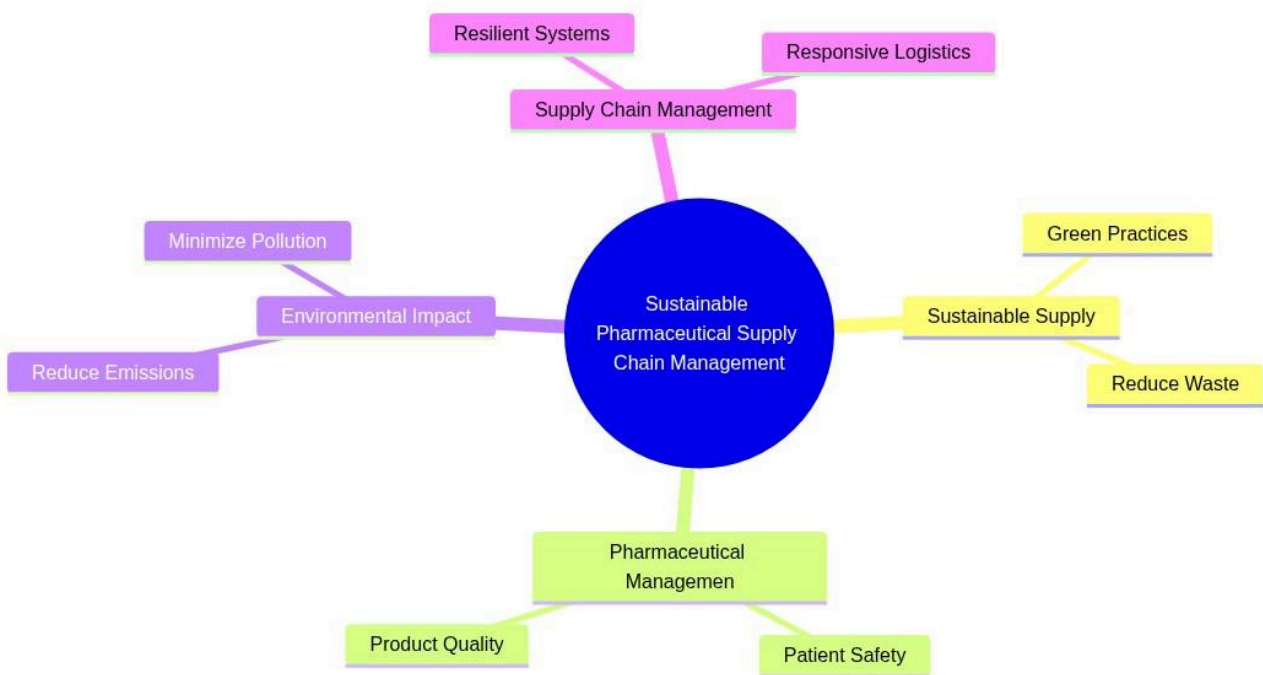 Resilient Systems
Responsive Logistics
Supply Chain Management
Minimize Pollution
Environmental Impact
Reduce Emissions
Sustainable
Pharmaceutical Supply
Chain Management
Green Practices
Sustainable Supply
Reduce Waste
Pharmaceutical
Managemen
Product Quality
Patient Safety